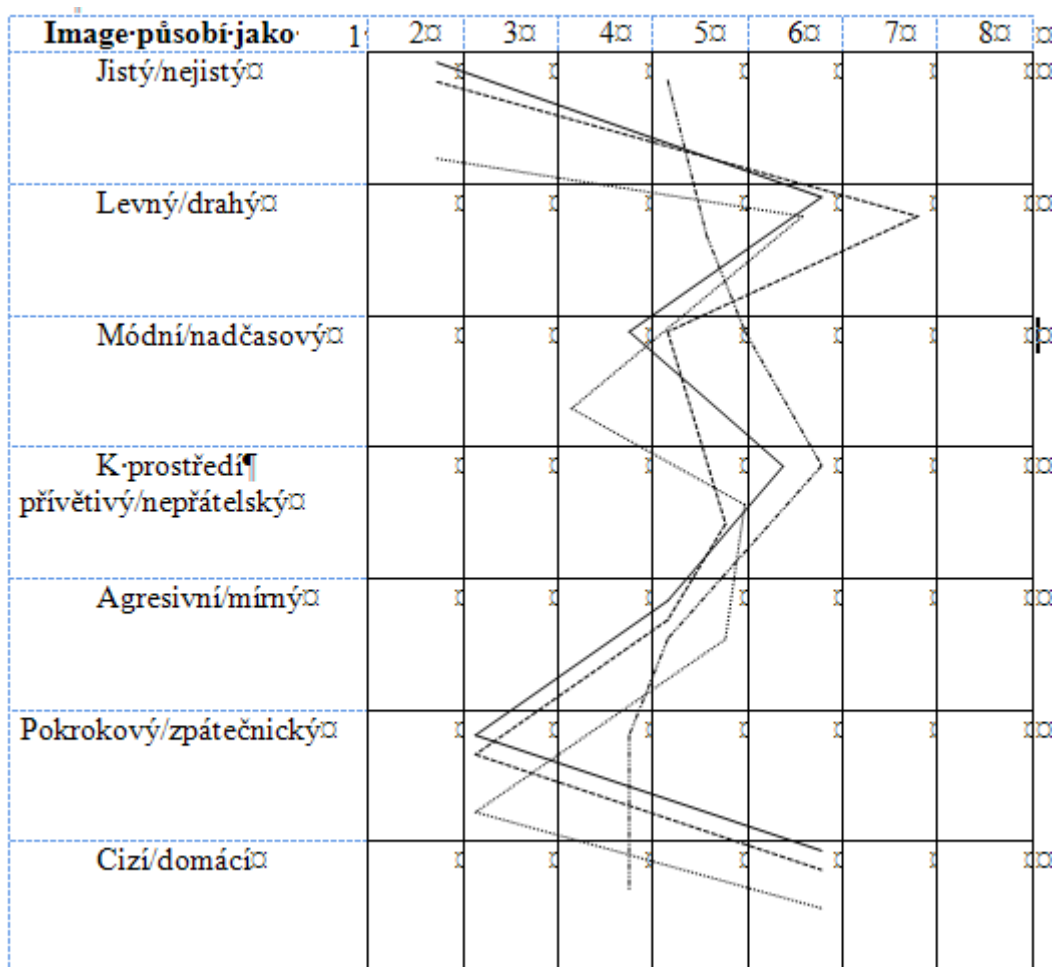 Image·působí·jako· 1 2¤ 3¤ 4¤ 5¤ 6¤ 7¤ 8¤ ¤
Jistý/nejistý¤ ¤ ¤ ¤ ¤ ¤ ¤ ¤¤
Levný/drahý¤ ¤ ¤ ¤ ¤ ¤ ¤ ¤¤
Módní/nadčasový¤ ¤ ¤ ¤ ¤ ¤ ¤ ¤¤
K·prostředí¶ ¤ ¤ ¤ ¤ ¤ ¤ ¤¤
přívětivý/nepřátelský¤
Agresivní/mírný¤ ¤ ¤ ¤ ¤ ¤ ¤ ¤¤
Pokrokový/zpátečnický¤ ¤ ¤ ¤ ¤ ¤ ¤ ¤¤
Cizí/domácí¤ ¤ ¤ ¤ ¤ ¤ ¤ ¤¤